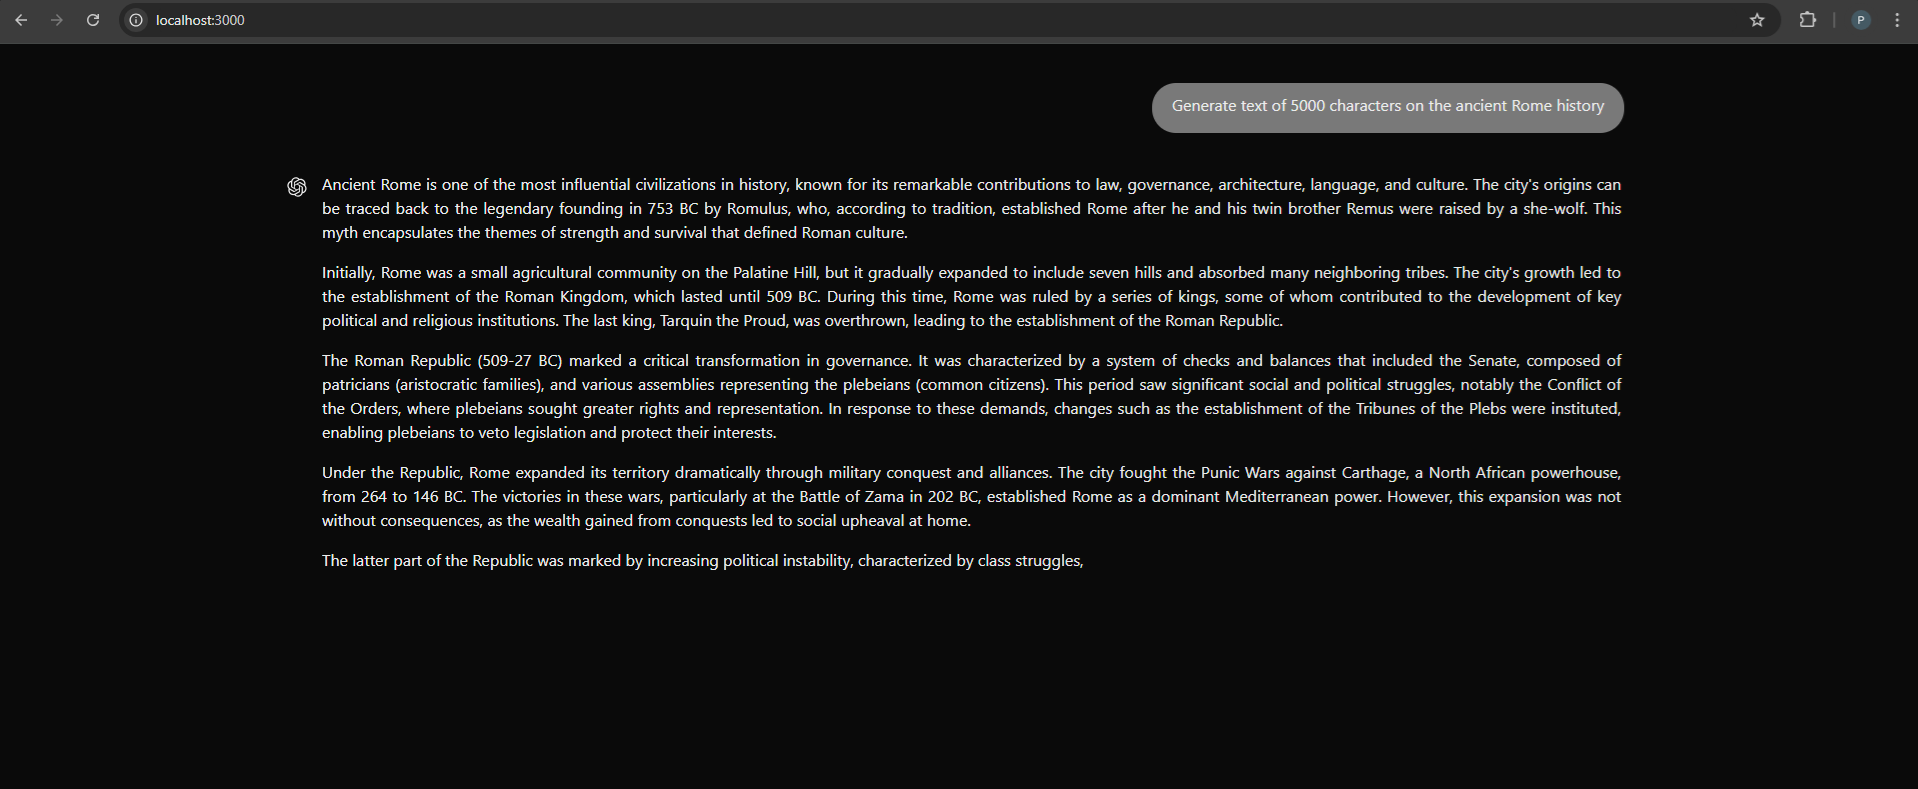 localhost:3000
P
Generate text of 5000 characters on the ancient Rome history
Ancient Rome is one of the most influential civilizations in history, known for its remarkable contributions to law, governance, architecture, language, and culture. The city's origins can
be traced back to the legendary founding in 753 BC by Romulus, who, according to tradition, established Rome after he and his twin brother Remus were raised by a she-wolf. This
myth encapsulates the themes of strength and survival that defined Roman culture.
Initially, Rome was a small agricultural community on the Palatine Hill, but it gradually expanded to include seven hills and absorbed many neighboring tribes. The city's growth led to
the establishment of the Roman Kingdom, which lasted until 509 BC. During this time, Rome was ruled by a series of kings, some of whom contributed to the development of key
political and religious institutions. The last king, Tarquin the Proud, was overthrown, leading to the establishment of the Roman Republic.
The Roman Republic (509-27 BC) marked a critical transformation in governance. It was characterized by a system of checks and balances that included the Senate, composed of
patricians (aristocratic families), and various assemblies representing the plebeians (common citizens). This period saw significant social and political struggles, notably the Conflict of
the Orders, where plebeians sought greater rights and representation. In response to these demands, changes such as the establishment of the Tribunes of the Plebs were instituted,
enabling plebeians to veto legislation and protect their interests.
Under the Republic, Rome expanded its territory dramatically through military conquest and alliances. The city fought the Punic Wars against Carthage, a North African powerhouse,
from 264 to 146 BC. The victories in these wars, particularly at the Battle of Zama in 202 BC, established Rome as a dominant Mediterranean power. However, this expansion was not
without consequences, as the wealth gained from conquests led to social upheaval at home.
The latter part of the Republic was marked by increasing political instability, characterized by class struggles,